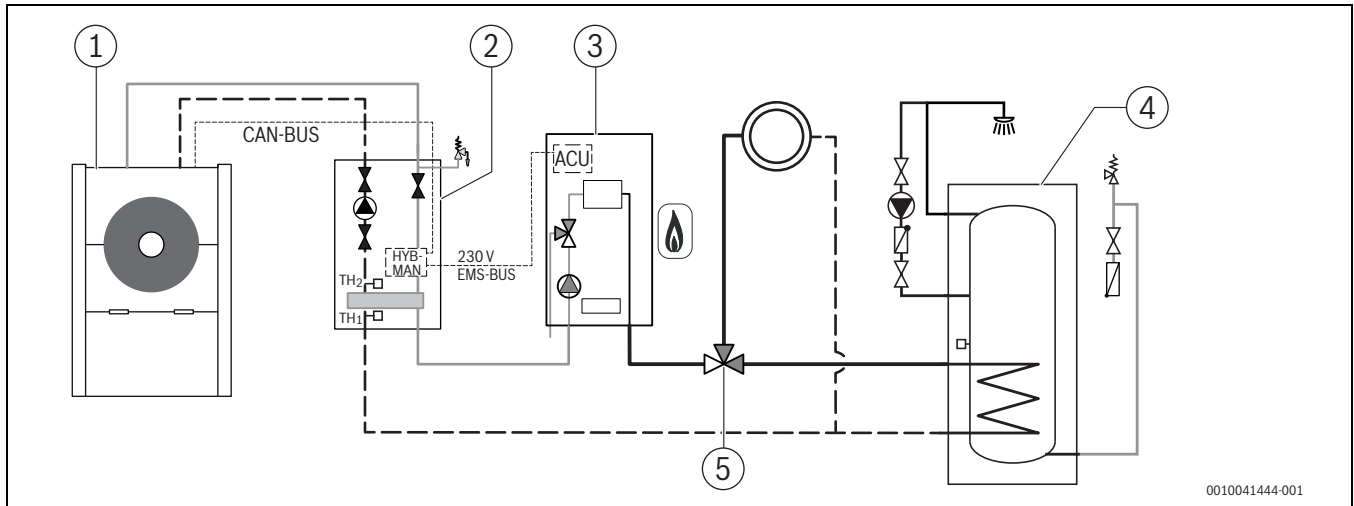 1
2
3
4
CAN-BUS
ACU
HYB-
MAN
230 V
EMS-BUS
TH2
TH1
5
0010041444-001